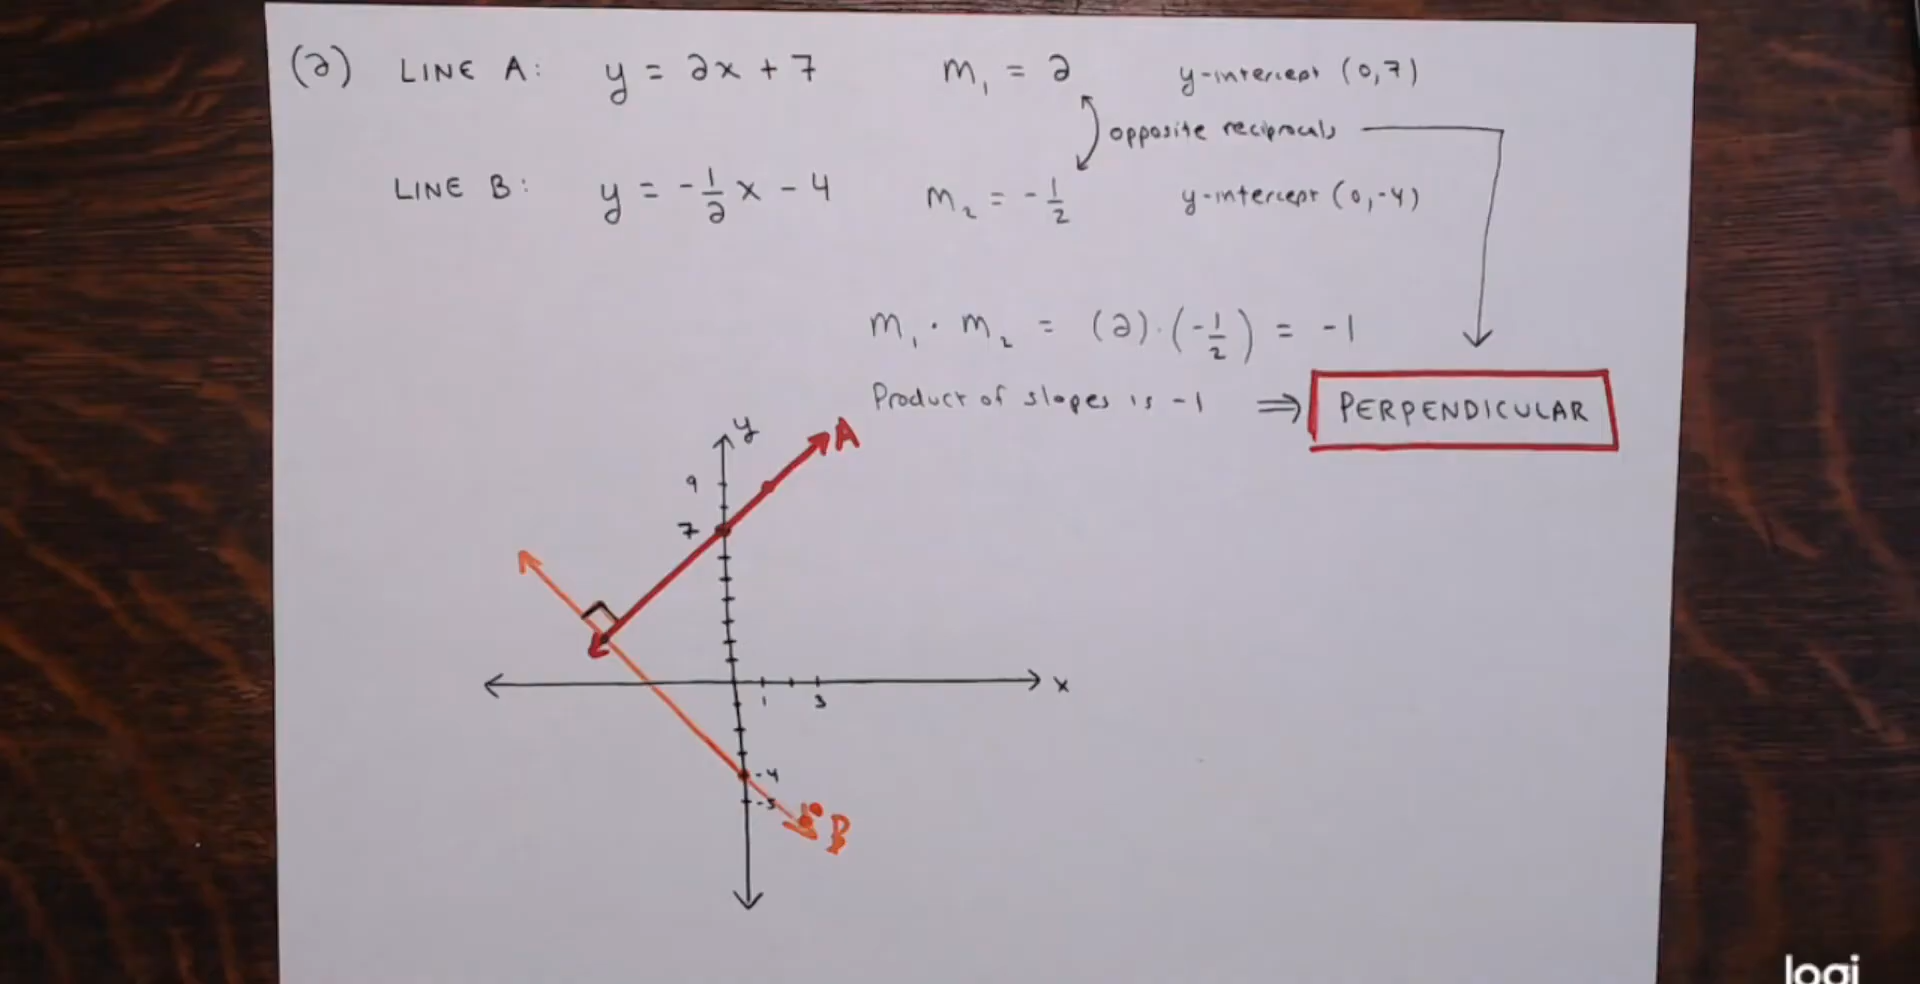 (2) LINE A: y = 2x + 7 m₁ = 2 y-intercept (0,7)
opposite reciprocals
LINE B: y = -1/2 x - 4 m₂ = -1/2 y-intercept (0,-4)
m₁ · m₂ = (2)·(-1/2) = -1
Product of slopes is -1 ⇒ PERPENDICULAR
y
A
9
7
x
1 3
-4
-5
B
logi